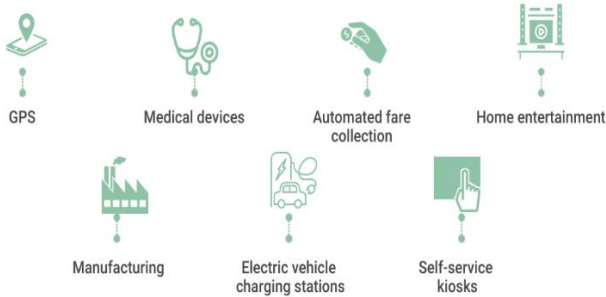 GPS
Medical devices
Automated fare
collection
Home entertainment
Manufacturing
Electric vehicle
charging stations
Self-service
kiosks